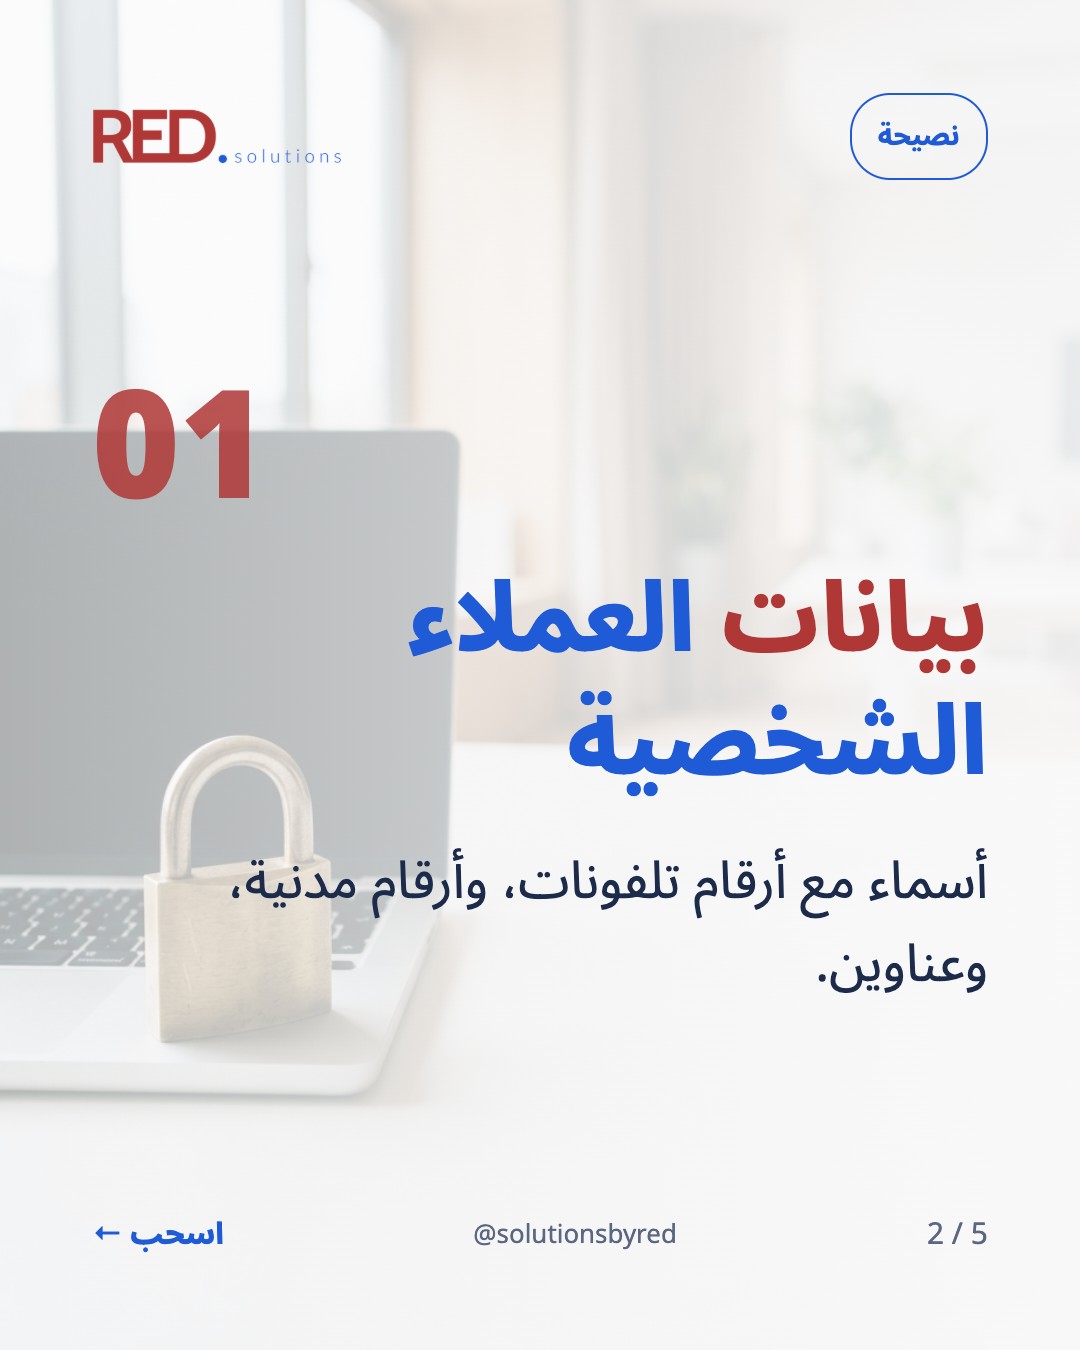 RED.solutions
نصيحة
01
بيانات العملاء
الشخصية
أسماء مع أرقام تلفونات، وأرقام مدنية،
وعناوين.
اسحب ←
@solutionsbyred
2 / 5